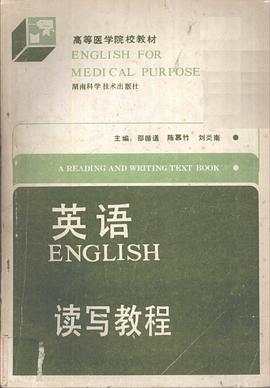 高等医学院校教材
ENGLISH FOR
MEDICAL PURPOSE
湖南科学技术出版社
主编: 邵循道 陈慕竹 刘炎南
A READING AND WRITING TEXT BOOK
英语
ENGLISH
读写教程